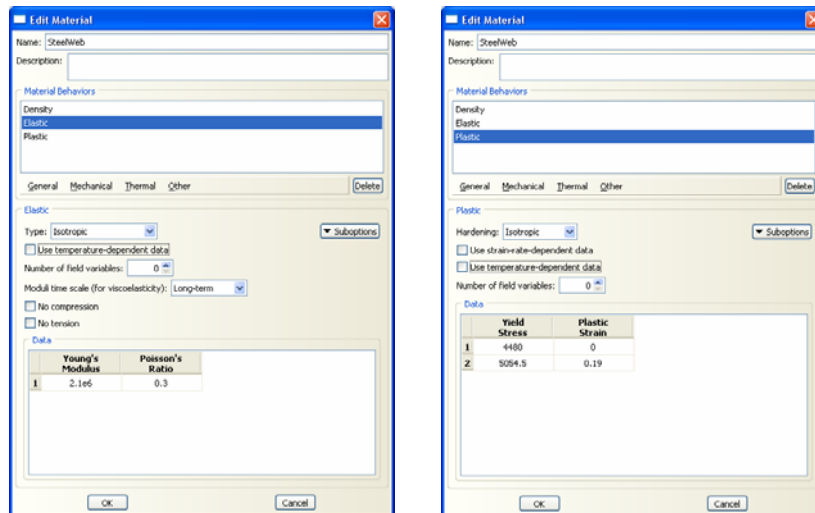 Edit Material
Name: SteelWeb
Description:
Material Behaviors
Density
Elastic
Plastic
General Mechanical Thermal Other Delete
Elastic
Type: Isotropic Suboptions
Use temperature-dependent data
Number of field variables: 0
Moduli time scale (for viscoelasticity): Long-term
No compression
No tension
Data
Young's Modulus Poisson's Ratio
1 2.1e6 0.3
OK Cancel
Edit Material
Name: SteelWeb
Description:
Material Behaviors
Density
Elastic
Plastic
General Mechanical Thermal Other Delete
Plastic
Hardening: Isotropic Suboptions
Use strain-rate-dependent data
Use temperature-dependent data
Number of field variables: 0
Data
Yield Stress Plastic Strain
1 4480 0
2 5054.5 0.19
OK Cancel